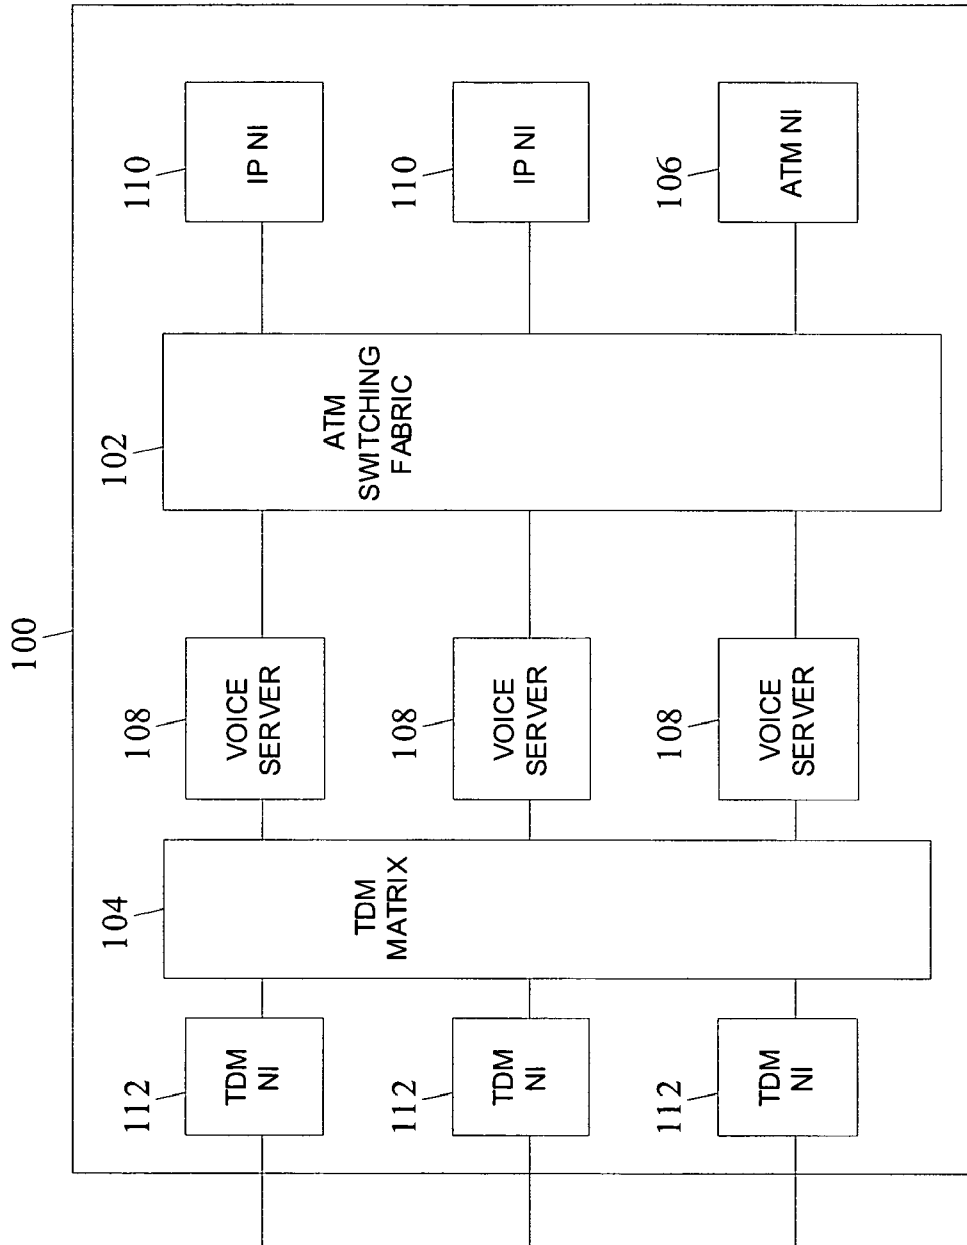 100
112
TDM
NI
112
TDM
NI
112
TDM
NI
104
TDM
MATRIX
108
VOICE
SERVER
108
VOICE
SERVER
108
VOICE
SERVER
102
ATM
SWITCHING
FABRIC
110
IP NI
110
IP NI
106
ATM NI